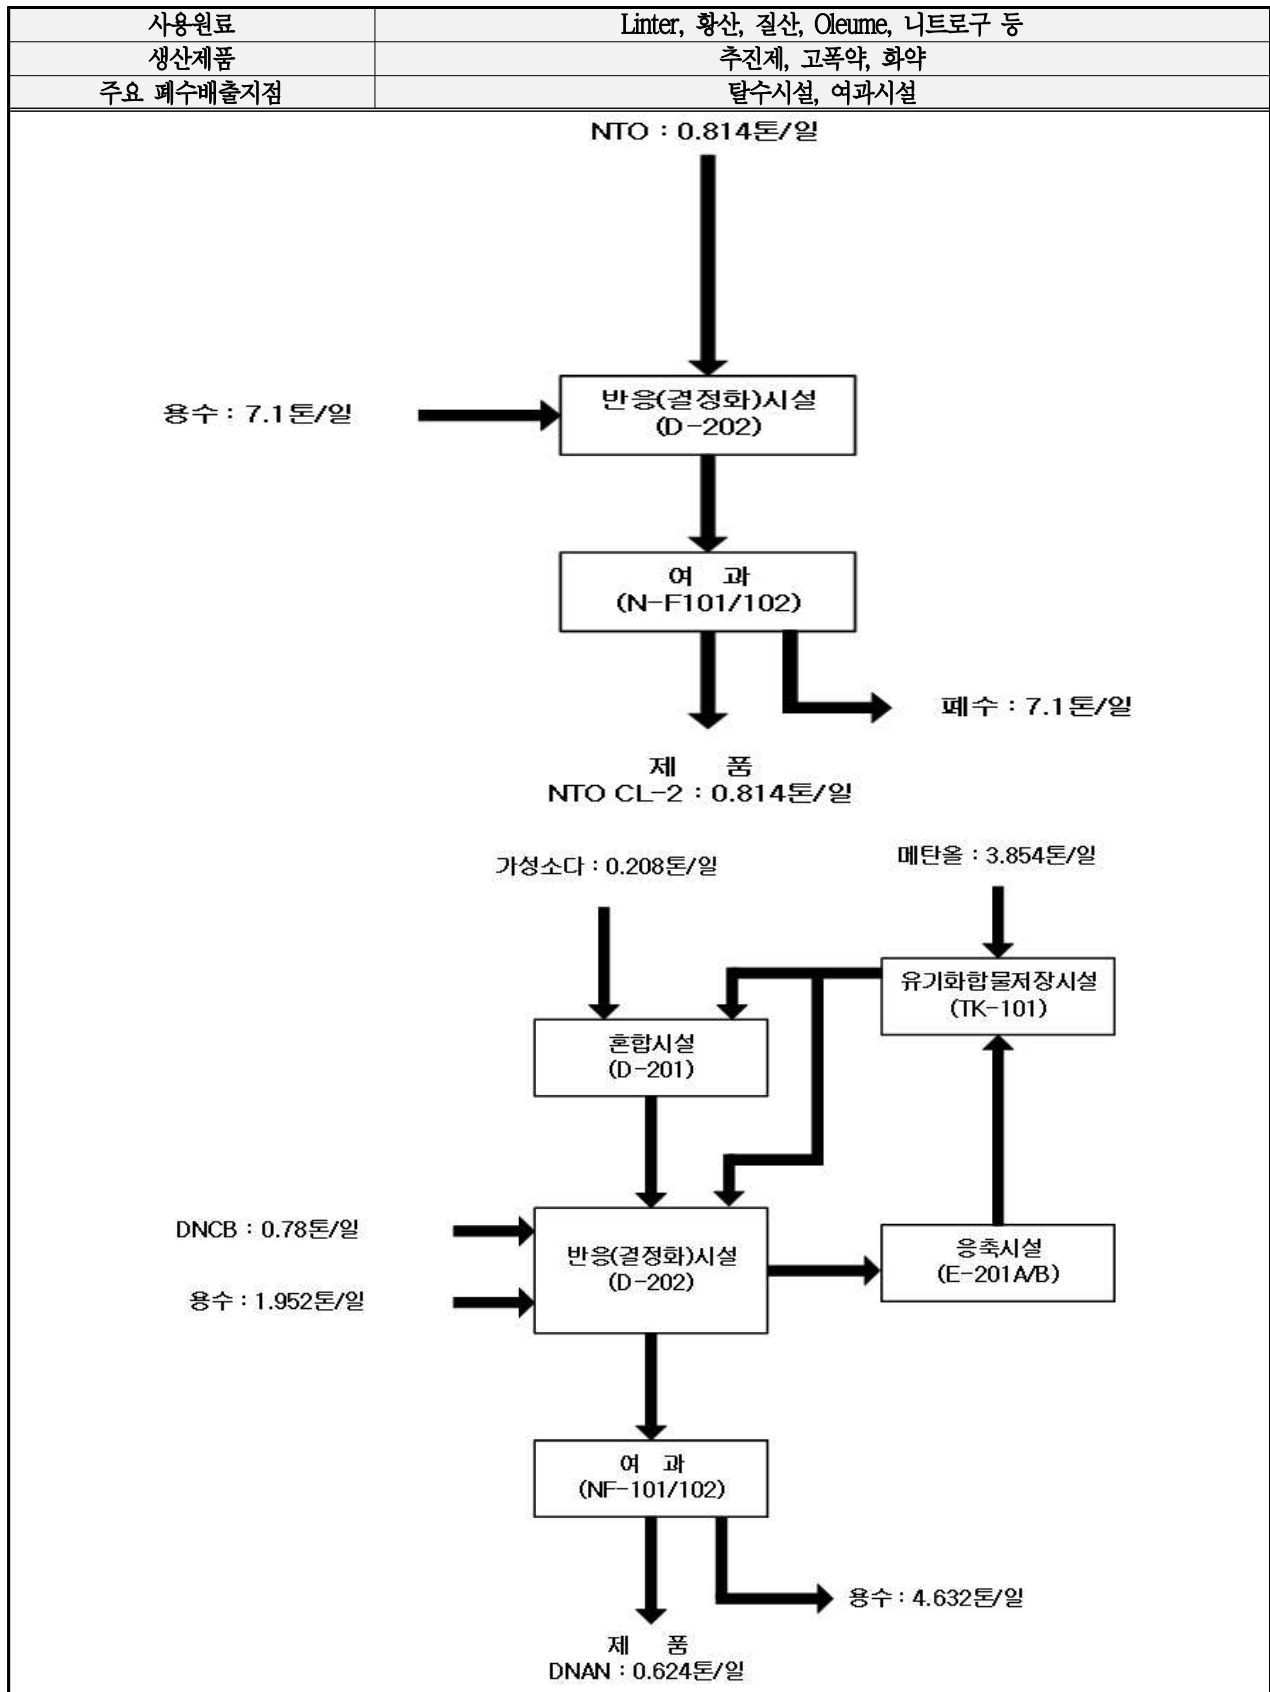 사용원료 Linter, 황산, 질산, Oleume, 니트로구 등
생산제품 추진제, 고폭약, 화약
주요 폐수배출지점 탈수시설, 여과시설
NTO : 0.814톤/일
용수 : 7.1톤/일
반응(결정화)시설
(D-202)
여 과
(N-F101/102)
폐수 : 7.1톤/일
제 품
NTO CL-2 : 0.814톤/일
가성소다 : 0.208톤/일
메탄올 : 3.854톤/일
유기화합물저장시설
(TK-101)
혼합시설
(D-201)
DNCB : 0.78톤/일
용수 : 1.952톤/일
반응(결정화)시설
(D-202)
응축시설
(E-201A/B)
여 과
(NF-101/102)
용수 : 4.632톤/일
제 품
DNAN : 0.624톤/일